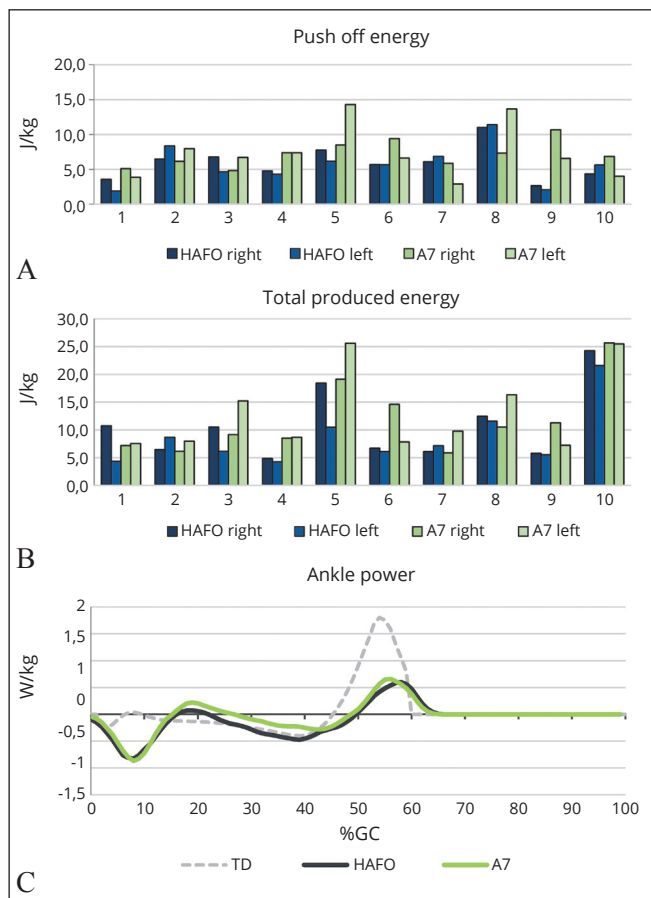 Push off energy
20,0
15,0
10,0
5,0
0,0
J/kg
1 2 3 4 5 6 7 8 9 10
HAFO right HAFO left A7 right A7 left
A
Total produced energy
30,0
25,0
20,0
15,0
10,0
5,0
0,0
J/kg
1 2 3 4 5 6 7 8 9 10
HAFO right HAFO left A7 right A7 left
B
Ankle power
2
1,5
1
0
-0,5
-1
-1,5
W/kg
0 10 20 30 40 50 60 70 80 90 100
%GC
TD HAFO A7
C